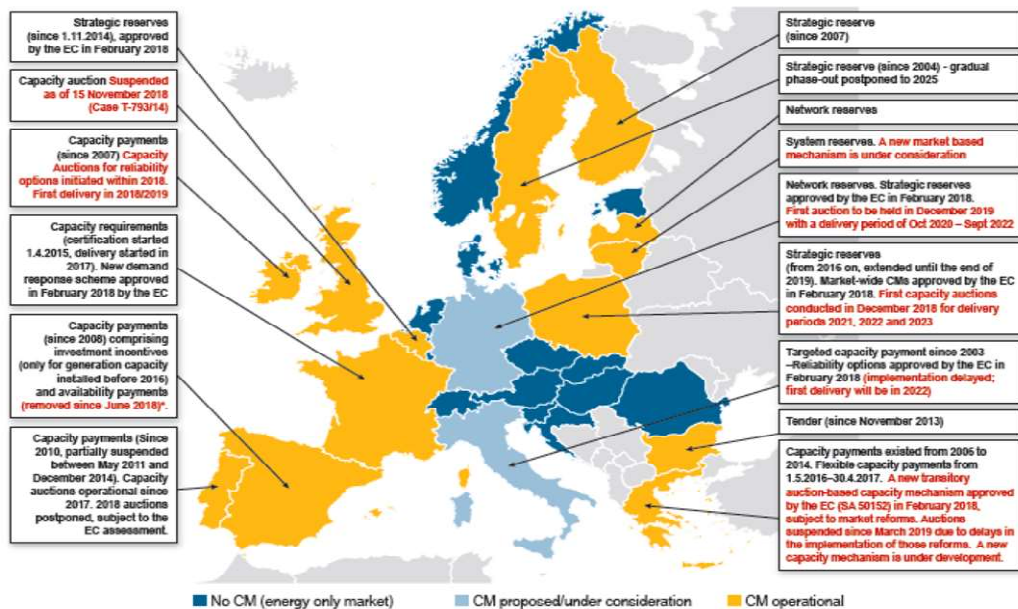 Strategic reserves
(since 1.11.2014), approved
by the EC in February 2018
Capacity auction Suspended
as of 15 November 2018
(Case T-793/14)
Capacity payments
(since 2007) Capacity
Auctions for reliability
options initiated within 2018.
First delivery in 2018/2019
Capacity requirements
(certification started
1.4.2015, delivery started in
2017). New demand
response scheme approved
in February 2018 by the EC
Capacity payments
(since 2008) comprising
investment incentives
(only for generation capacity
installed before 2016)
and availability payments
(removed since June 2018)*.
Capacity payments (Since
2010, partially suspended
between May 2011 and
December 2014). Capacity
auctions operational since
2017. 2018 auctions
postponed, subject to the
EC assessment.
Strategic reserve
(since 2007)
Strategic reserve (since 2004) - gradual
phase-out postponed to 2025
Network reserves
System reserves. A new market based
mechanism is under consideration
Network reserves. Strategic reserves
approved by the EC in February 2018.
First auction to be held in December 2019
with a delivery period of Oct 2020 – Sept 2022
Strategic reserves
(from 2016 on, extended until the end of
2019). Market-wide CMs approved by the EC
in February 2018. First capacity auctions
conducted in December 2018 for delivery
periods 2021, 2022 and 2023
Targeted capacity payment since 2003
–Reliability options approved by the EC in
February 2018 (implementation delayed;
first delivery will be in 2022)
Tender (since November 2013)
Capacity payments existed from 2005 to
2014. Flexible capacity payments from
1.5.2016–30.4.2017. A new transitory
auction-based capacity mechanism approved
by the EC (SA 50152) in February 2018,
subject to market reforms. Auctions
suspended since March 2019 due to delays in
the implementation of those reforms. A new
capacity mechanism is under development.
No CM (energy only market)
CM proposed/under consideration
CM operational